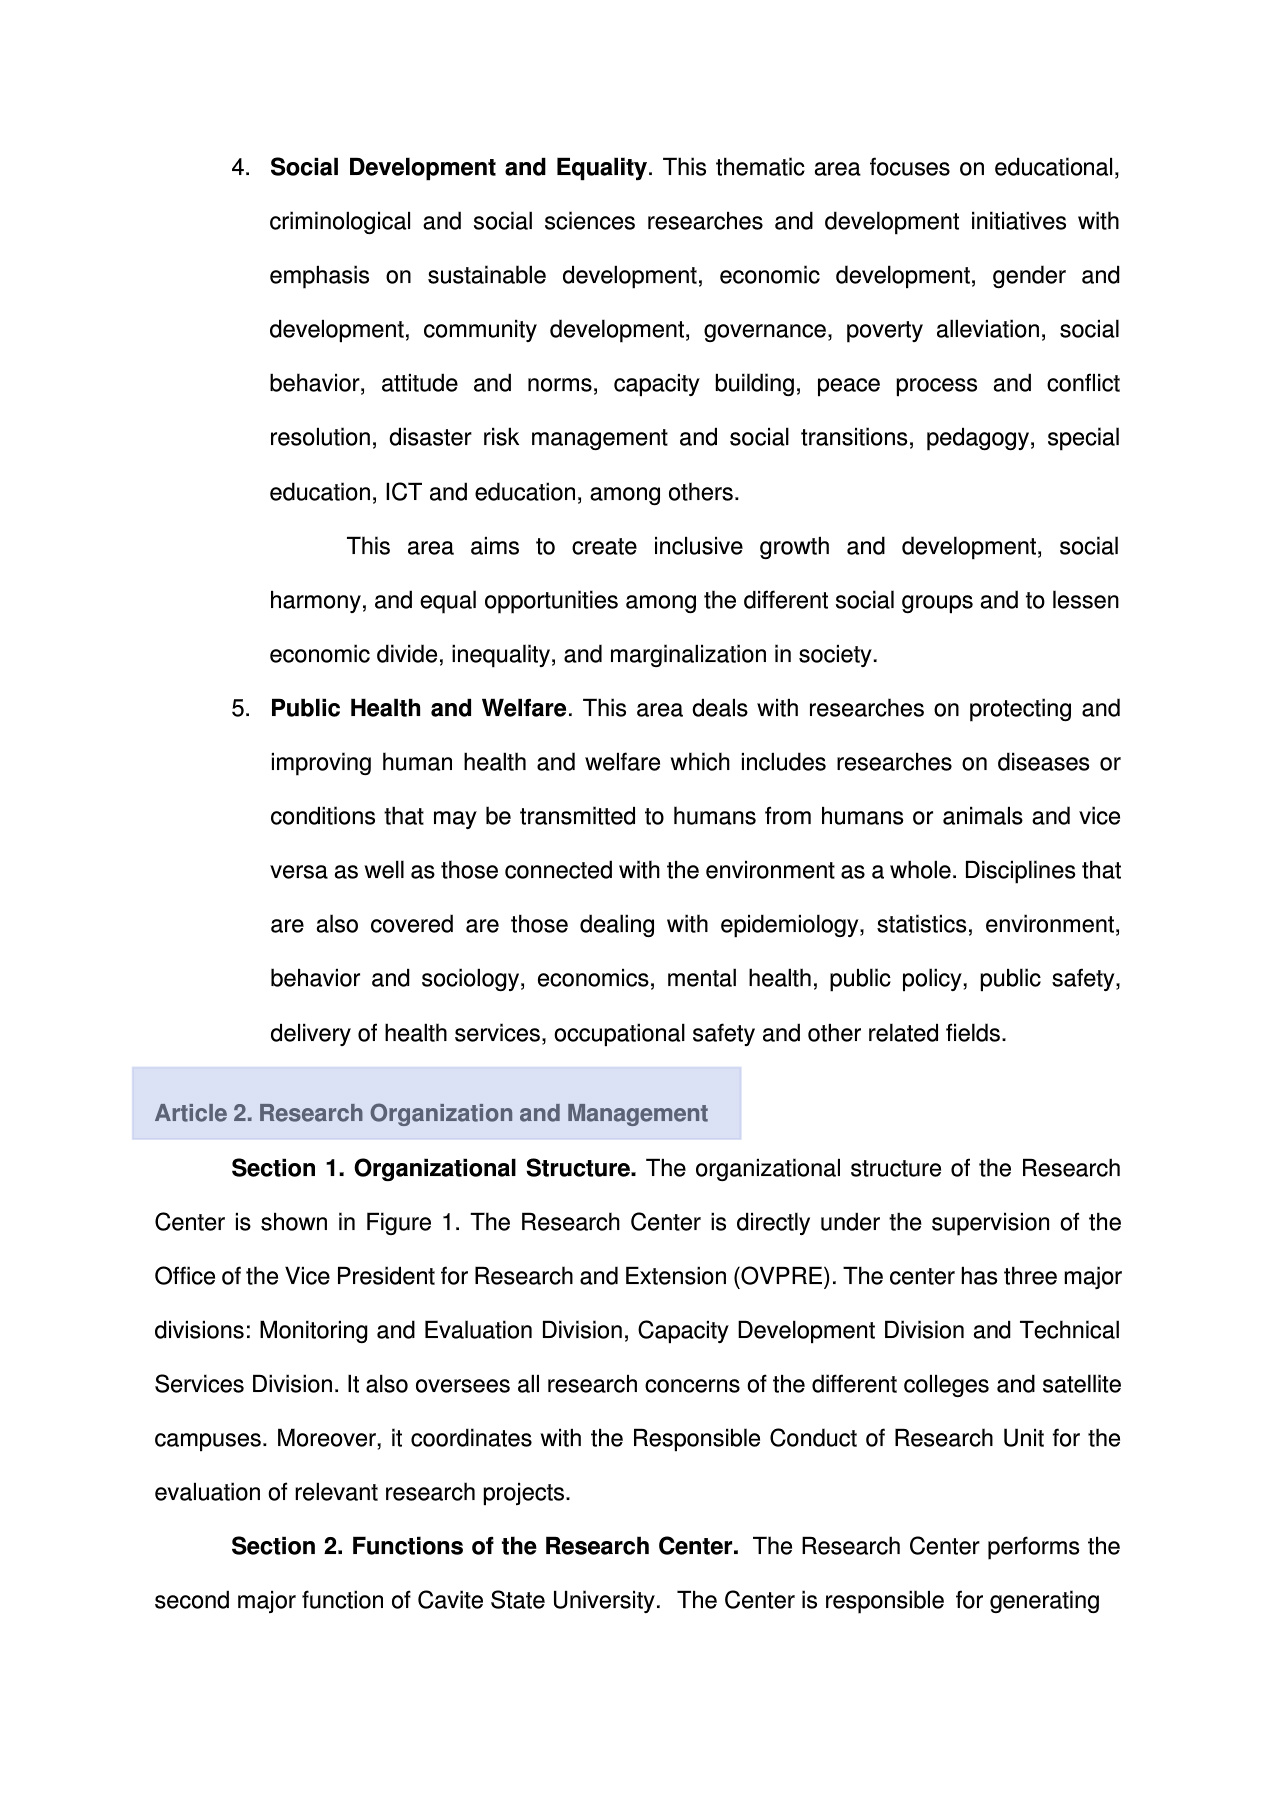 4. Social Development and Equality. This thematic area focuses on educational,
criminological and social sciences researches and development initiatives with
emphasis on sustainable development, economic development, gender and
development, community development, governance, poverty alleviation, social
behavior, attitude and norms, capacity building, peace process and conflict
resolution, disaster risk management and social transitions, pedagogy, special
education, ICT and education, among others.
This area aims to create inclusive growth and development, social
harmony, and equal opportunities among the different social groups and to lessen
economic divide, inequality, and marginalization in society.
5. Public Health and Welfare. This area deals with researches on protecting and
improving human health and welfare which includes researches on diseases or
conditions that may be transmitted to humans from humans or animals and vice
versa as well as those connected with the environment as a whole. Disciplines that
are also covered are those dealing with epidemiology, statistics, environment,
behavior and sociology, economics, mental health, public policy, public safety,
delivery of health services, occupational safety and other related fields.
Article 2. Research Organization and Management
Section 1. Organizational Structure. The organizational structure of the Research
Center is shown in Figure 1. The Research Center is directly under the supervision of the
Office of the Vice President for Research and Extension (OVPRE). The center has three major
divisions: Monitoring and Evaluation Division, Capacity Development Division and Technical
Services Division. It also oversees all research concerns of the different colleges and satellite
campuses. Moreover, it coordinates with the Responsible Conduct of Research Unit for the
evaluation of relevant research projects.
Section 2. Functions of the Research Center. The Research Center performs the
second major function of Cavite State University. The Center is responsible for generating